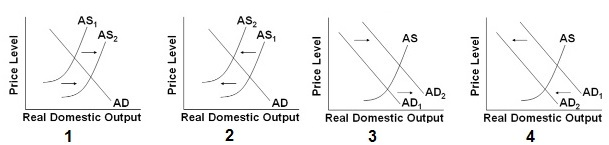 Price Level
AS₁
AS₂
AD
Real Domestic Output
1
Price Level
AS₂
AS₁
AD
Real Domestic Output
2
Price Level
AS
AD₂
AD₁
Real Domestic Output
3
Price Level
AS
AD₁
AD₂
Real Domestic Output
4